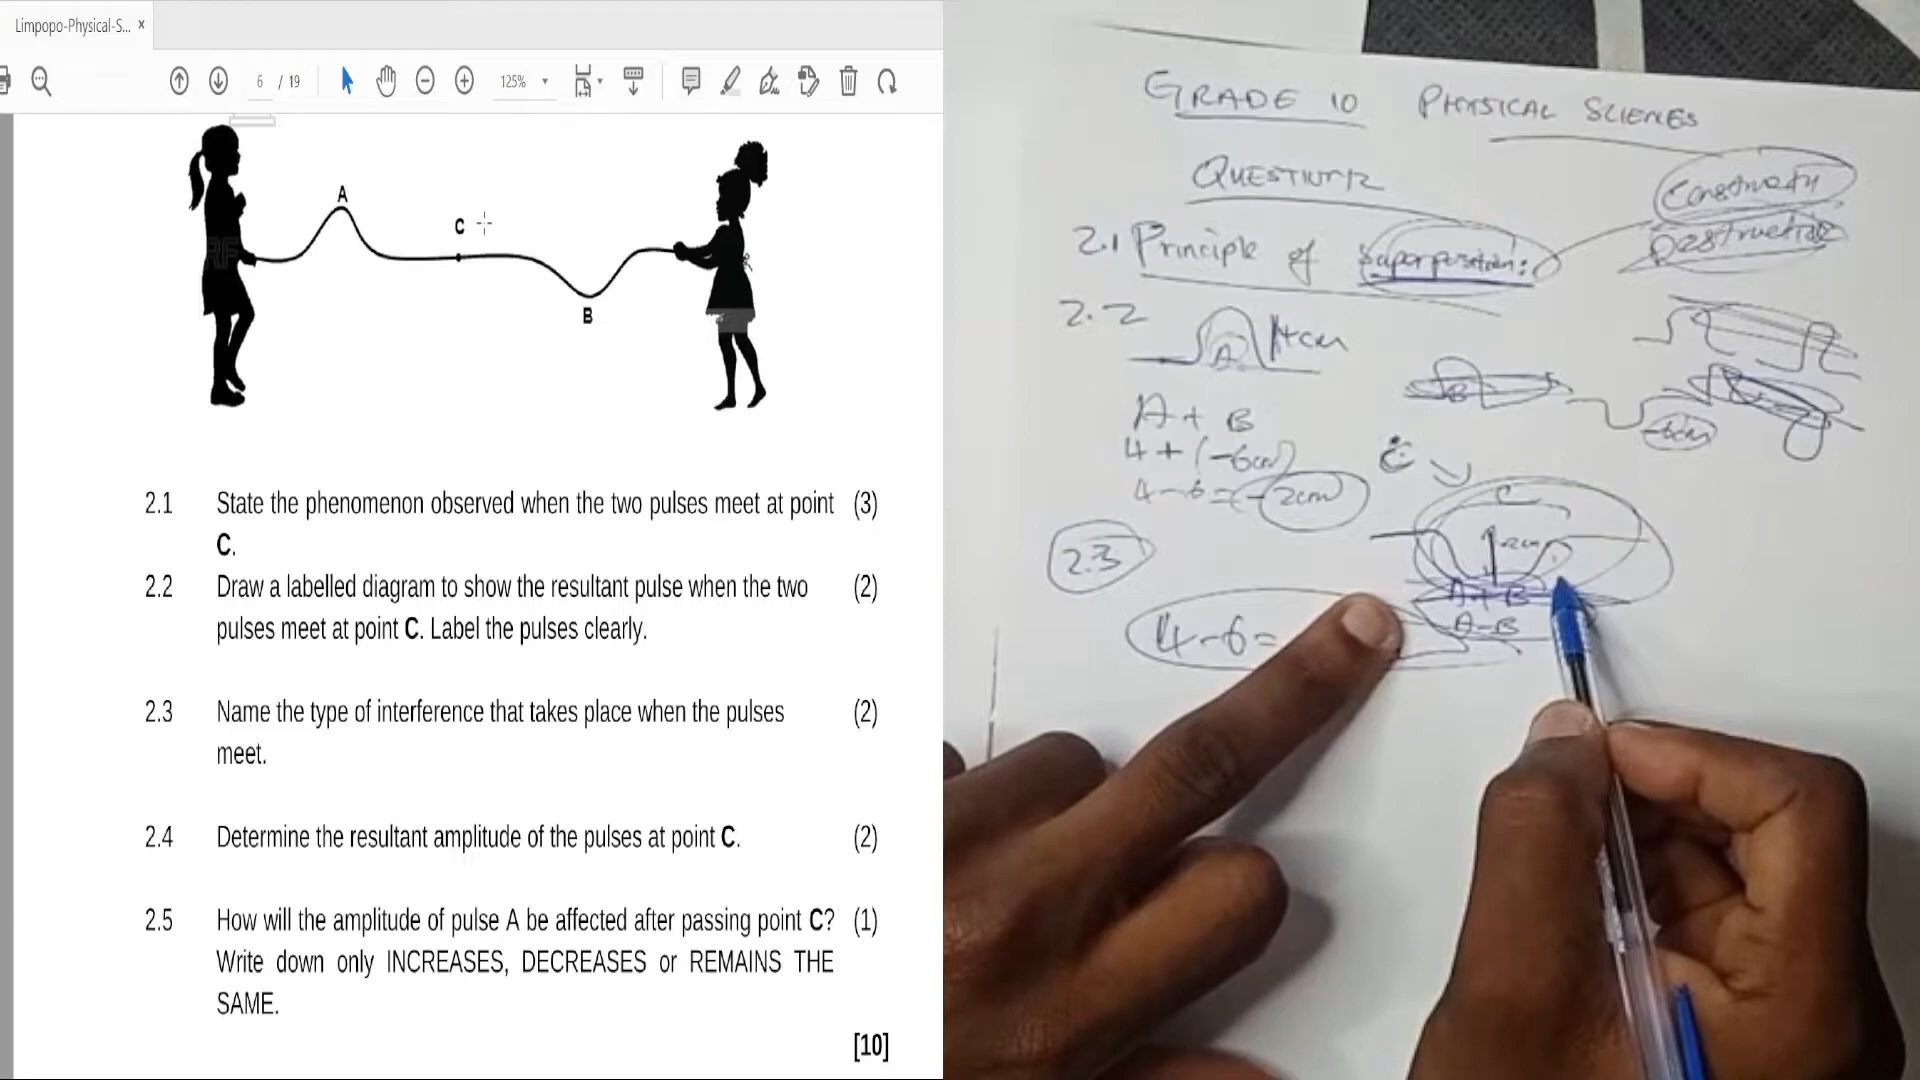 Limpopo-Physical-S... ×
6 / 19
125%
A
C
B
2.1 State the phenomenon observed when the two pulses meet at point (3)
C.
2.2 Draw a labelled diagram to show the resultant pulse when the two (2)
pulses meet at point C. Label the pulses clearly.
2.3 Name the type of interference that takes place when the pulses (2)
meet.
2.4 Determine the resultant amplitude of the pulses at point C. (2)
2.5 How will the amplitude of pulse A be affected after passing point C? (1)
Write down only INCREASES, DECREASES or REMAINS THE
SAME.
[10]
GRADE 10 PHYSICAL SCIENCES
2.1 Principle of
2.2
A 4cm
B
-6cm
A + B
4 + (-6cm)
4 - 6 = -2cm
C
2.3
A + B
A - B
4 - 6 =